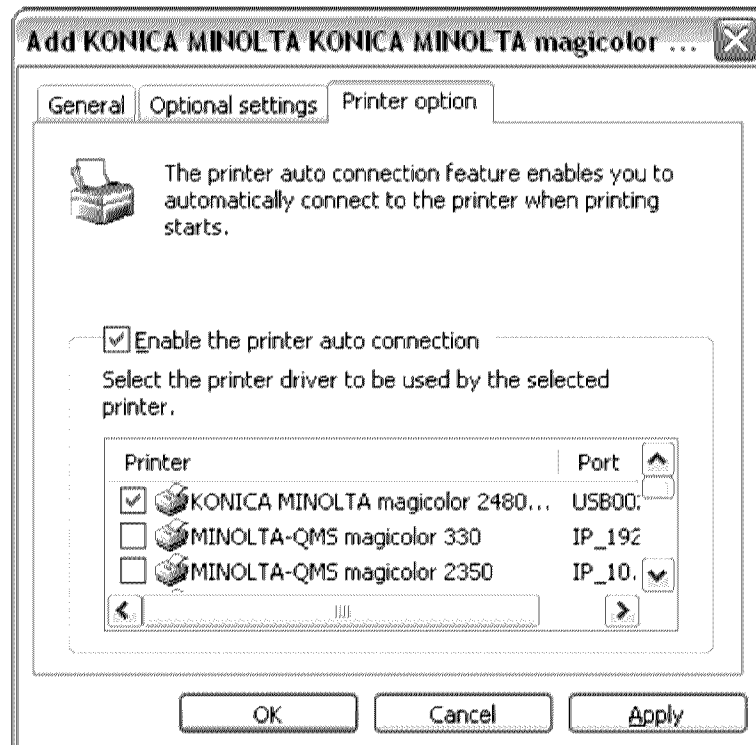 Add KONICA MINOLTA KONICA MINOLTA magicolor ...
General Optional settings Printer option
The printer auto connection feature enables you to
automatically connect to the printer when printing
starts.
Enable the printer auto connection
Select the printer driver to be used by the selected
printer.
Printer Port
KONICA MINOLTA magicolor 2480... USB00:
MINOLTA-QMS magicolor 330 IP_192
MINOLTA-QMS magicolor 2350 IP_10.
OK Cancel Apply